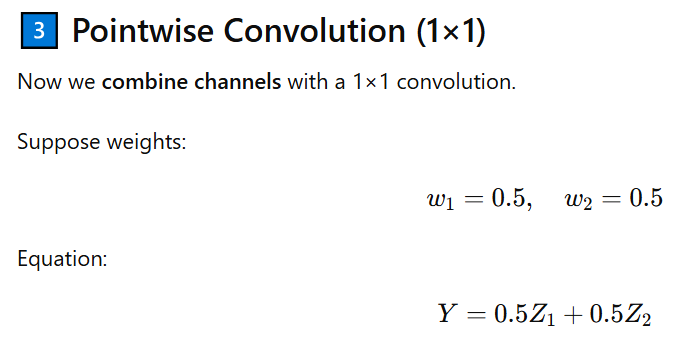 3 Pointwise Convolution (1×1)
Now we combine channels with a 1×1 convolution.
Suppose weights:
w₁ = 0.5, w₂ = 0.5
Equation:
Y = 0.5Z₁ + 0.5Z₂